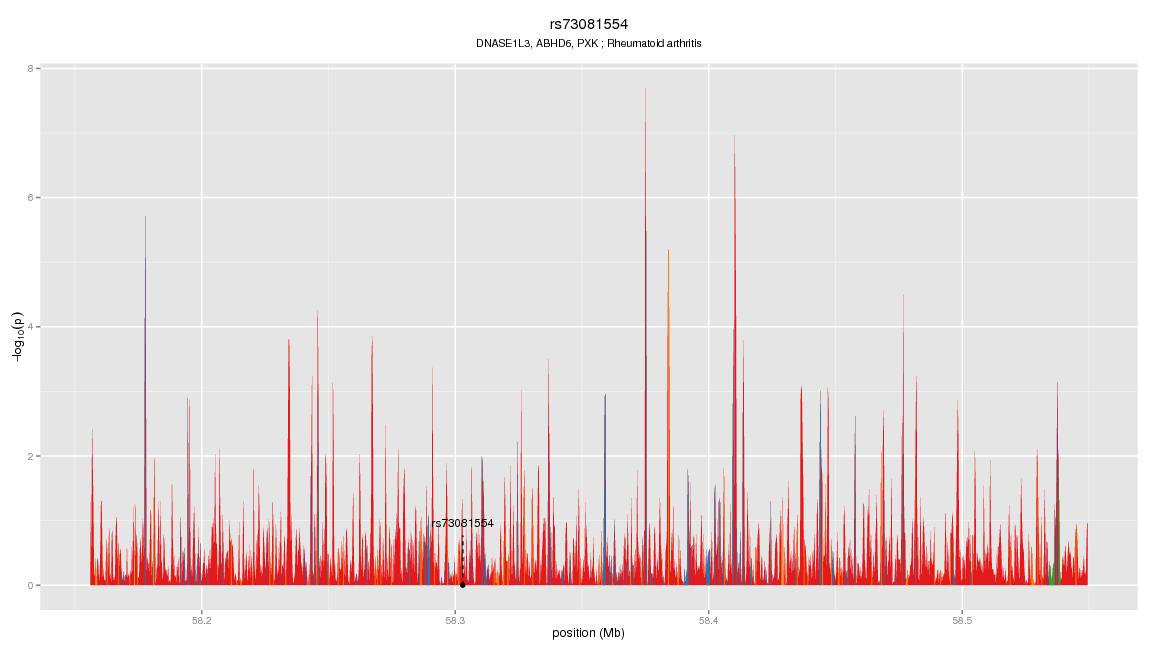 rs73081554
DNASE1L3, ABHD6, PXK ; Rheumatoid arthritis
8
6
4
2
0
−log10(p)
rs73081554
58.2 58.3 58.4 58.5
position (Mb)